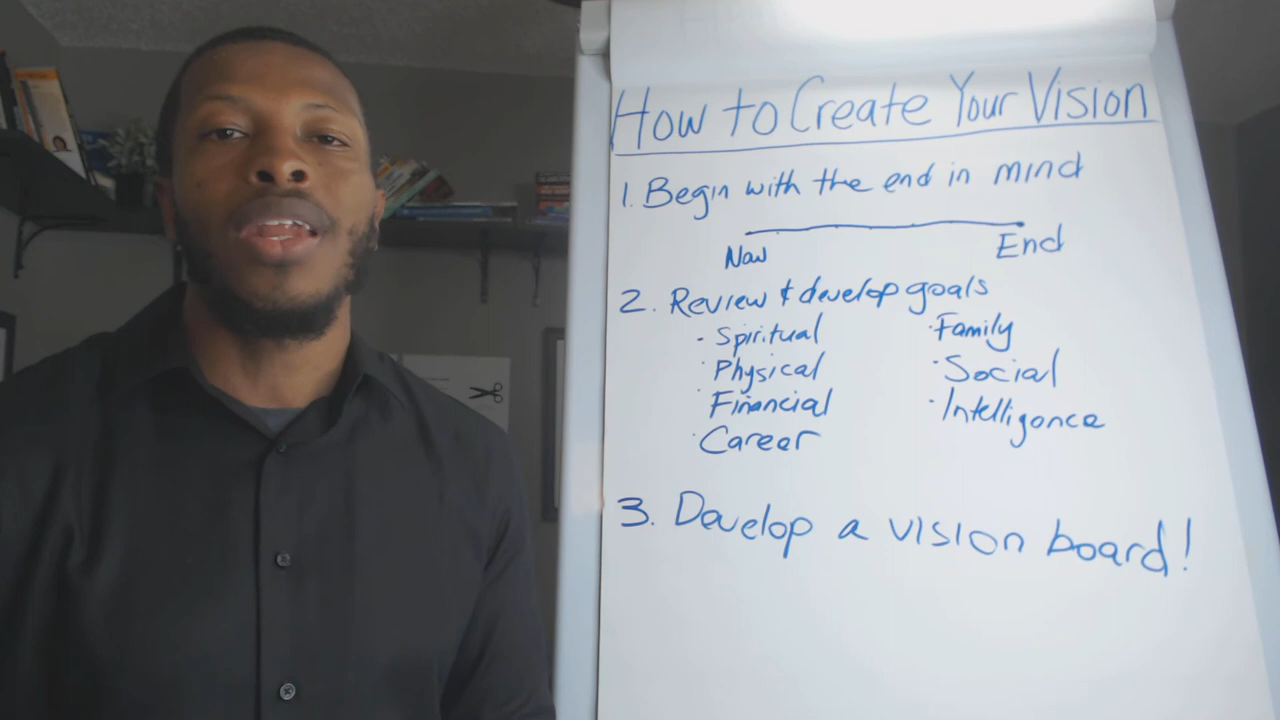 How to Create Your Vision
1. Begin with the end in mind
Now End
2. Review & develop goals
- Spiritual
· Physical
· Financial
· Career
· Family
· Social
· Intelligence
3. Develop a vision board!